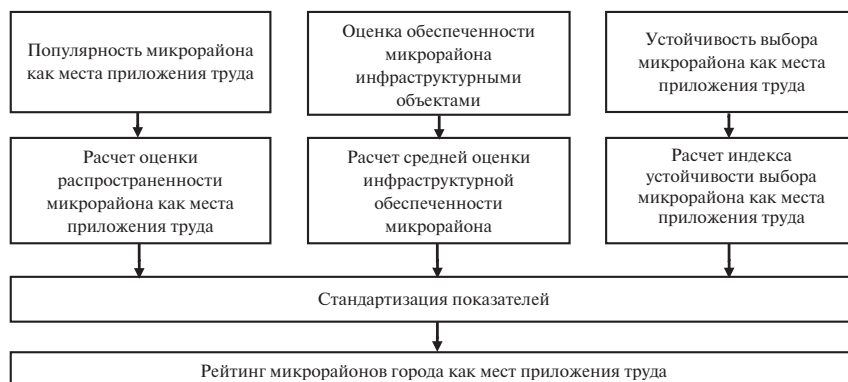 Популярность микрорайона
как места приложения труда
Оценка обеспеченности
микрорайона
инфраструктурными
объектами
Устойчивость выбора
микрорайона как места
приложения труда
Расчет оценки
распространенности
микрорайона как места
приложения труда
Расчет средней оценки
инфраструктурной
обеспеченности
микрорайона
Расчет индекса
устойчивости выбора
микрорайона как места
приложения труда
Стандартизация показателей
Рейтинг микрорайонов города как мест приложения труда